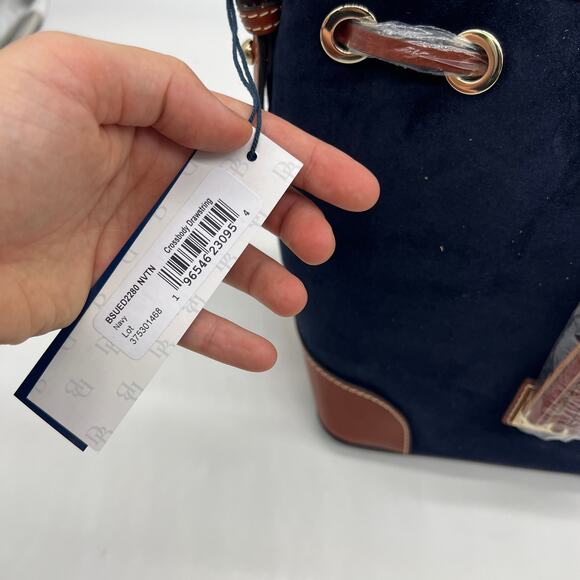 Crossbody Drawstring
1 96546 23095 4
BSUED2280 NVTN
Navy
Lot
375301468